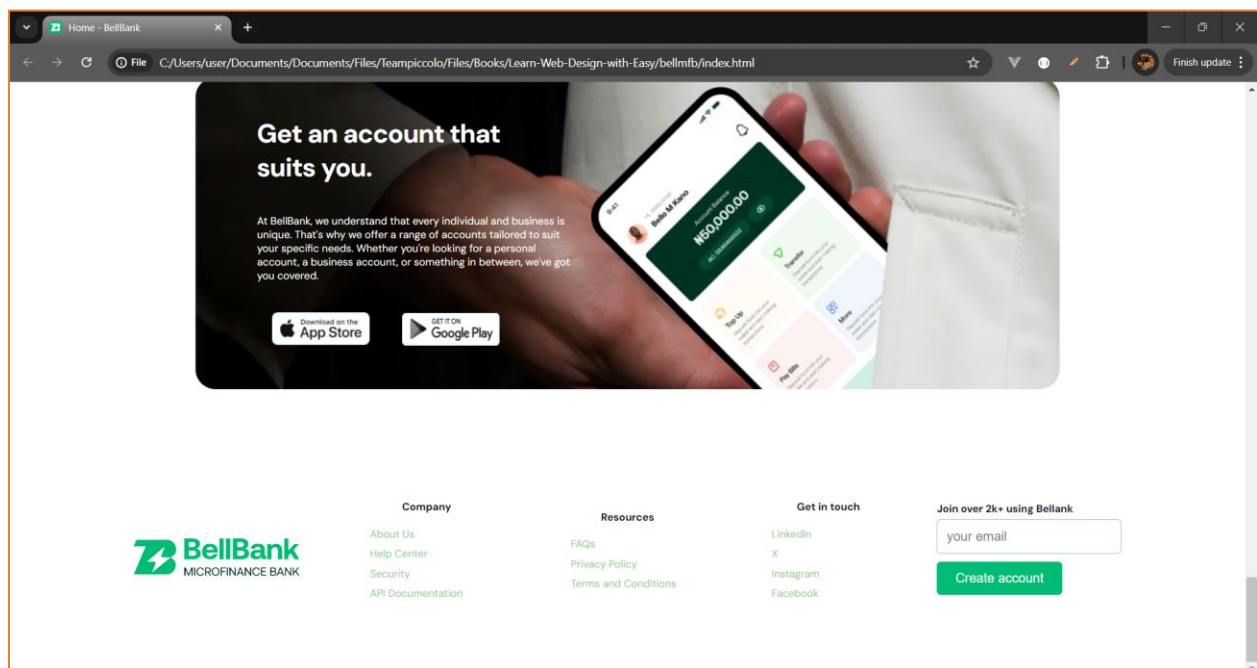 Home - BellBank
File
C:/Users/user/Documents/Documents/Files/Teampiccolo/Files/Books/Learn-Web-Design-with-Easy/bellmfb/index.html
Finish update
Get an account that
suits you.
At BellBank, we understand that every individual and business is
unique. That's why we offer a range of accounts tailored to suit
your specific needs. Whether you're looking for a personal
account, a business account, or something in between, we've got
you covered.
Download on the
App Store
GET IT ON
Google Play
9:41
Bello M Kano
Account Balance
₦50,000.00
Transfer
Top Up
More
Pay Bills
BellBank
MICROFINANCE BANK
Company
About Us
Help Center
Security
API Documentation
Resources
FAQs
Privacy Policy
Terms and Conditions
Get in touch
LinkedIn
X
Instagram
Facebook
Join over 2k+ using Bellank
your email
Create account